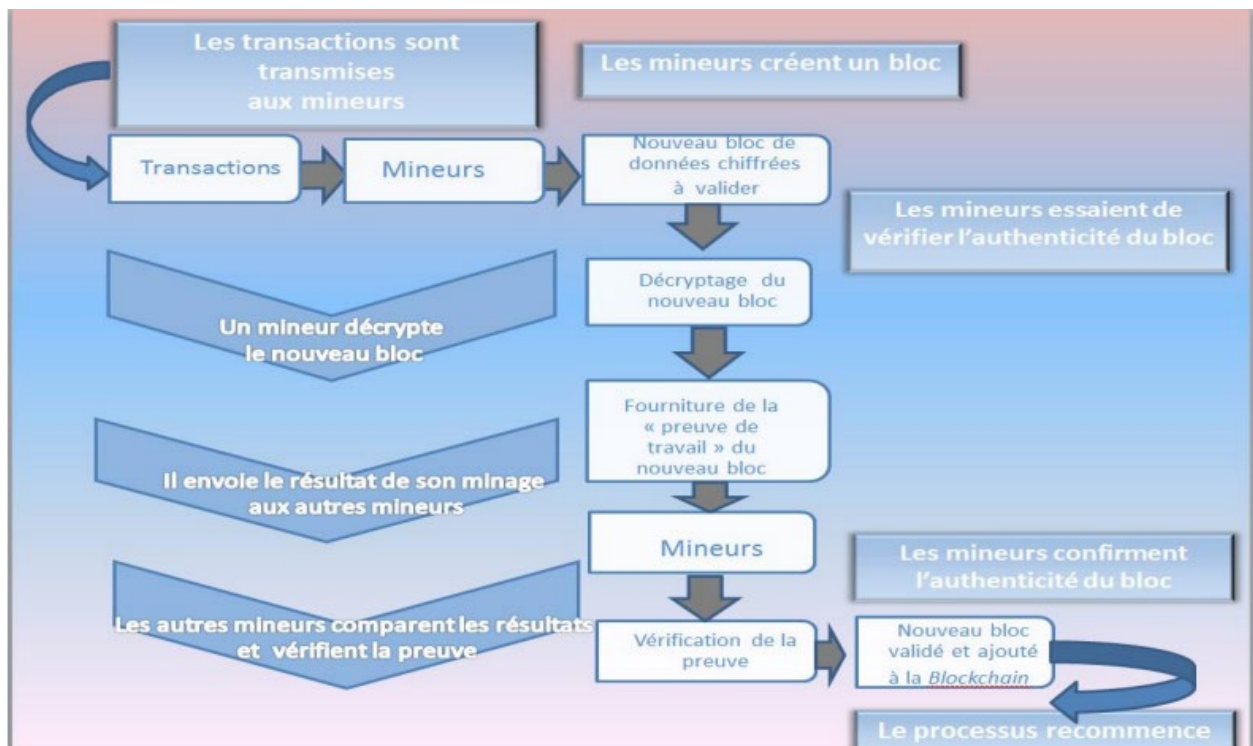 Les transactions sont
transmises
aux mineurs
Les mineurs créent un bloc
Transactions
Mineurs
Nouveau bloc de
données chiffrées
à valider
Les mineurs essaient de
vérifier l'authenticité du bloc
Décryptage du
nouveau bloc
Un mineur décrypte
le nouveau bloc
Fourniture de la
« preuve de
travail » du
nouveau bloc
Il envoie le résultat de son minage
aux autres mineurs
Mineurs
Les mineurs confirment
l'authenticité du bloc
Les autres mineurs comparent les résultats
et vérifient la preuve
Vérification de la
preuve
Nouveau bloc
validé et ajouté
à la Blockchain
Le processus recommence